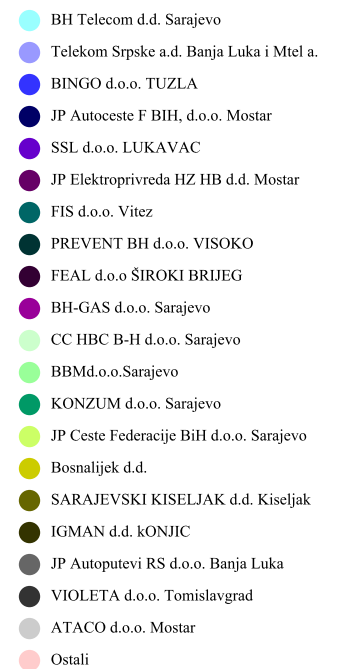 BH Telecom d.d. Sarajevo
Telekom Srpske a.d. Banja Luka i Mtel a.
BINGO d.o.o. TUZLA
JP Autoceste F BIH, d.o.o. Mostar
SSL d.o.o. LUKAVAC
JP Elektroprivreda HZ HB d.d. Mostar
FIS d.o.o. Vitez
PREVENT BH d.o.o. VISOKO
FEAL d.o.o ŠIROKI BRIJEG
BH-GAS d.o.o. Sarajevo
CC HBC B-H d.o.o. Sarajevo
BBMd.o.o.Sarajevo
KONZUM d.o.o. Sarajevo
JP Ceste Federacije BiH d.o.o. Sarajevo
Bosnalijek d.d.
SARAJEVSKI KISELJAK d.d. Kiseljak
IGMAN d.d. kONJIC
JP Autoputevi RS d.o.o. Banja Luka
VIOLETA d.o.o. Tomislavgrad
ATACO d.o.o. Mostar
Ostali